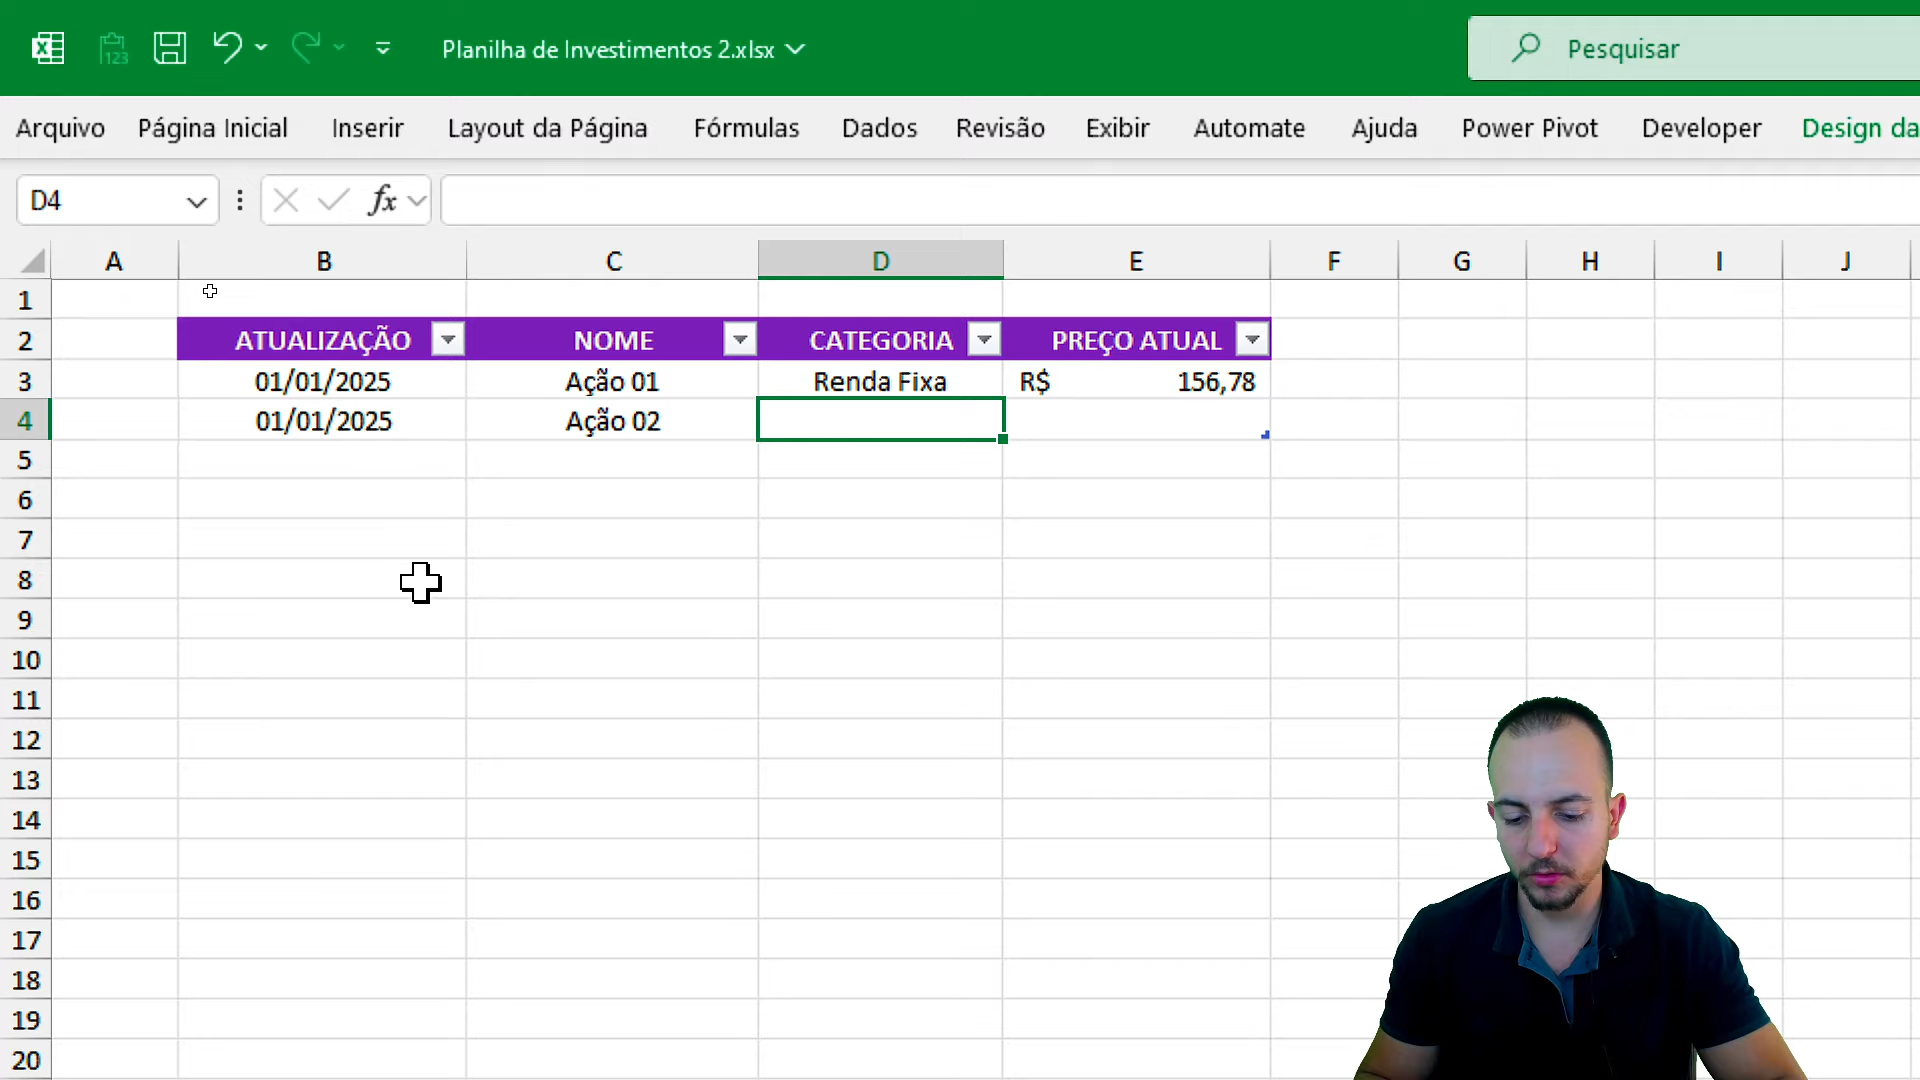 Planilha de Investimentos 2.xlsx
Pesquisar
Arquivo Página Inicial Inserir Layout da Página Fórmulas Dados Revisão Exibir Automate Ajuda Power Pivot Developer Design da
D4 fx
A B C D E F G H I J
1
2 ATUALIZAÇÃO NOME CATEGORIA PREÇO ATUAL
3 01/01/2025 Ação 01 Renda Fixa R$ 156,78
4 01/01/2025 Ação 02
5
6
7
8
9
10
11
12
13
14
15
16
17
18
19
20